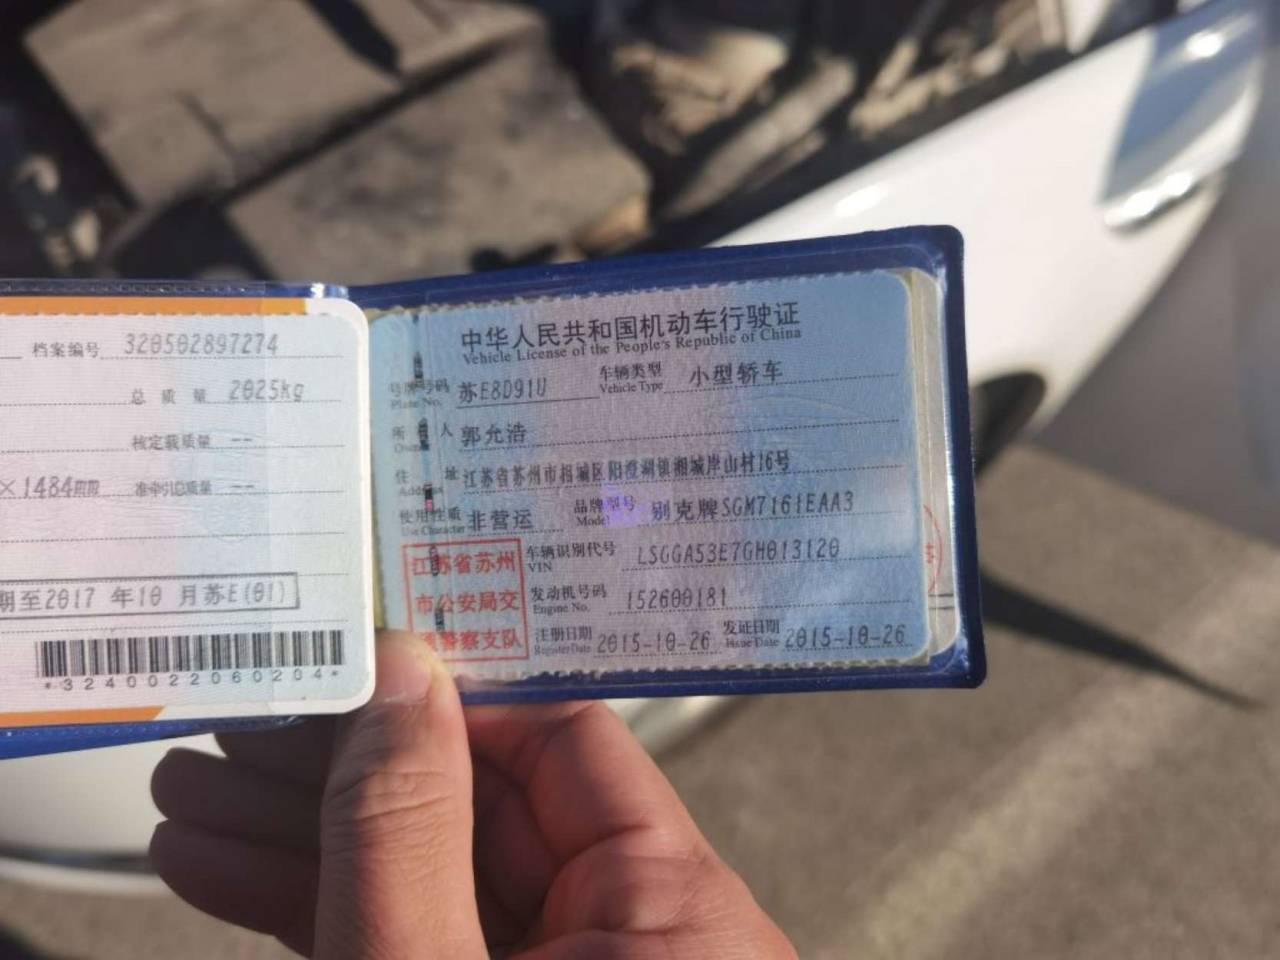 档案编号 320502897274
总质量 2025kg
核定载质量 --
×1484mm 准牵引总质量 --
期至2017 年10 月苏E(01)
*3240022060204*
中华人民共和国机动车行驶证
Vehicle License of the People's Republic of China
号牌号码 苏E8D91U 车辆类型 小型轿车
Plate No. Vehicle Type
所有人 郭允浩
Owner
住址 江苏省苏州市相城区阳澄湖镇湘城岸山村16号
Address
使用性质 非营运 品牌型号 别克牌SGM7161EAA3
Use Character Model
江苏省苏州 车辆识别代号 LSGGA53E7GH013120
VIN
市公安局交 发动机号码 152600181
Engine No.
通警察支队 注册日期 2015-10-26 发证日期 2015-10-26
Register Date Issue Date